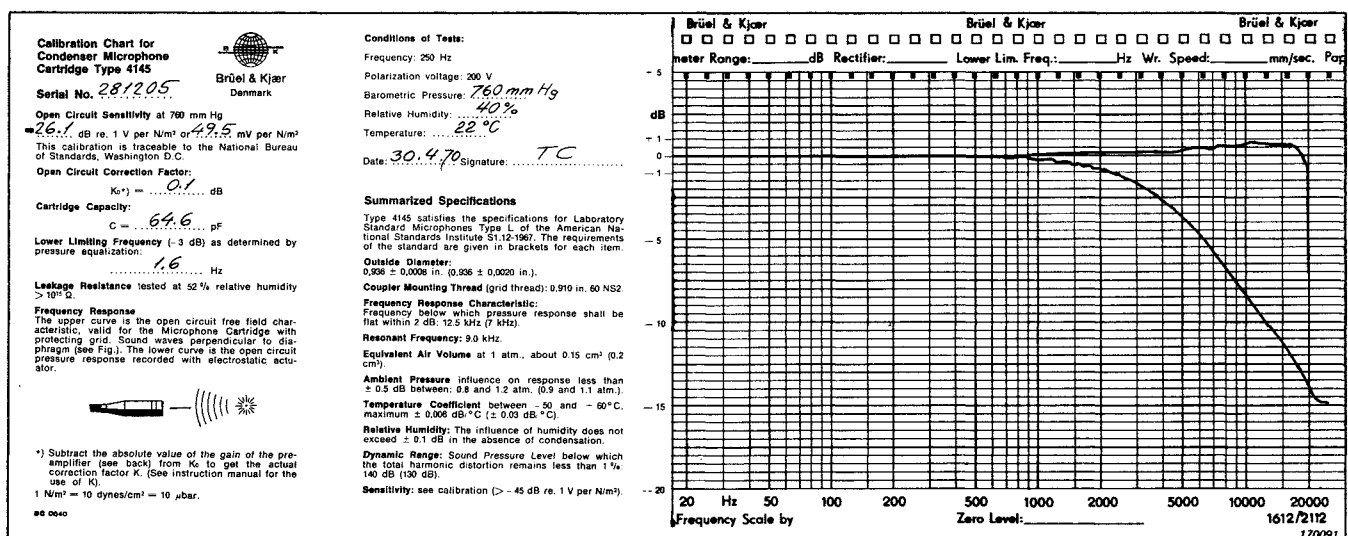 Calibration Chart for
Condenser Microphone
Cartridge Type 4145
Brüel & Kjær
Denmark
Serial No. 281205
Open Circuit Sensitivity at 760 mm Hg
-26.1 dB re. 1 V per N/m² or 49.5 mV per N/m²
This calibration is traceable to the National Bureau
of Standards, Washington D.C.
Open Circuit Correction Factor:
K₀*) = 0.1 dB
Cartridge Capacity:
C = 64.6 pF
Lower Limiting Frequency (-3 dB) as determined by
pressure equalization:
1.6 Hz
Leakage Resistance tested at 52 % relative humidity
> 10¹⁵ Ω.
Frequency Response
The upper curve is the open circuit free field char-
acteristic, valid for the Microphone Cartridge with
protecting grid. Sound waves perpendicular to dia-
phragm (see Fig.). The lower curve is the open circuit
pressure response recorded with electrostatic actu-
ator.
*) Subtract the absolute value of the gain of the pre-
amplifier (see back) from K₀ to get the actual
correction factor K. (See instruction manual for the
use of K).
1 N/m² = 10 dynes/cm² = 10 μbar.
BC 0040
Conditions of Tests:
Frequency: 250 Hz
Polarization voltage: 200 V
Barometric Pressure: 760 mm Hg
Relative Humidity: 40%
Temperature: 22 °C
Date: 30.4.70 Signature: TC
Summarized Specifications
Type 4145 satisfies the specifications for Laboratory
Standard Microphones Type L of the American Na-
tional Standards Institute S1.12-1967. The requirements
of the standard are given in brackets for each item.
Outside Diameter:
0,936 ± 0,0008 in. (0,936 ± 0,0020 in.).
Coupler Mounting Thread (grid thread): 0.910 in. 60 NS2.
Frequency Response Characteristic:
Frequency below which pressure response shall be
flat within 2 dB: 12.5 kHz (7 kHz).
Resonant Frequency: 9.0 kHz.
Equivalent Air Volume at 1 atm., about 0.15 cm³ (0.2
cm³).
Ambient Pressure influence on response less than
± 0.5 dB between: 0.8 and 1.2 atm. (0.9 and 1.1 atm.).
Temperature Coefficient between -50 and - 60°C,
maximum ± 0,006 dB/°C (± 0.03 dB/°C).
Relative Humidity: The influence of humidity does not
exceed ± 0.1 dB in the absence of condensation.
Dynamic Range: Sound Pressure Level below which
the total harmonic distortion remains less than 1 %:
140 dB (130 dB).
Sensitivity: see calibration (> - 45 dB re. 1 V per N/m²).
Brüel & Kjær Brüel & Kjær Brüel & Kjær
meter Range: dB Rectifier: Lower Lim. Freq.: Hz Wr. Speed: mm/sec. Pap
- 5
dB
+ 1
0
- 1
- 5
- 10
- 15
- 20
20 Hz 50 100 200 500 1000 2000 5000 10000 20000
Frequency Scale by Zero Level: 1612/2112
170091